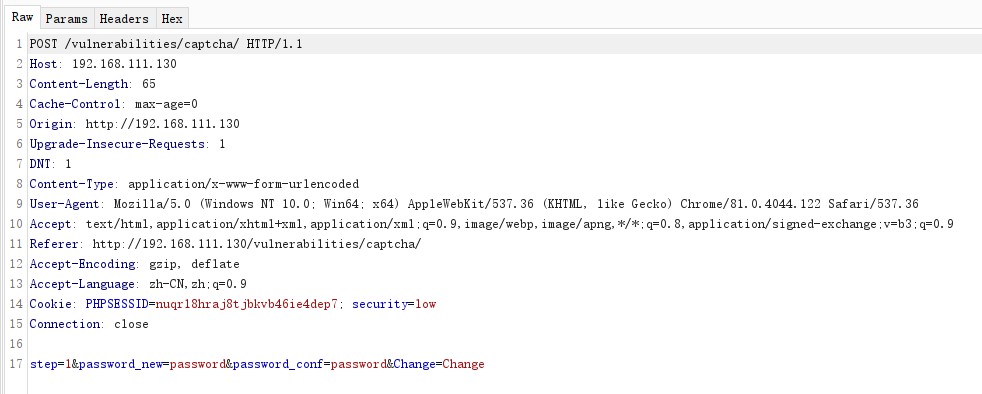 Raw Params Headers Hex
1 POST /vulnerabilities/captcha/ HTTP/1.1
2 Host: 192.168.111.130
3 Content-Length: 65
4 Cache-Control: max-age=0
5 Origin: http://192.168.111.130
6 Upgrade-Insecure-Requests: 1
7 DNT: 1
8 Content-Type: application/x-www-form-urlencoded
9 User-Agent: Mozilla/5.0 (Windows NT 10.0; Win64; x64) AppleWebKit/537.36 (KHTML, like Gecko) Chrome/81.0.4044.122 Safari/537.36
10 Accept: text/html,application/xhtml+xml,application/xml;q=0.9,image/webp,image/apng,*/*;q=0.8,application/signed-exchange;v=b3;q=0.9
11 Referer: http://192.168.111.130/vulnerabilities/captcha/
12 Accept-Encoding: gzip, deflate
13 Accept-Language: zh-CN,zh;q=0.9
14 Cookie: PHPSESSID=nuqr18hraj8tjbkvb46ie4dep7; security=low
15 Connection: close
16
17 step=1&password_new=password&password_conf=password&Change=Change